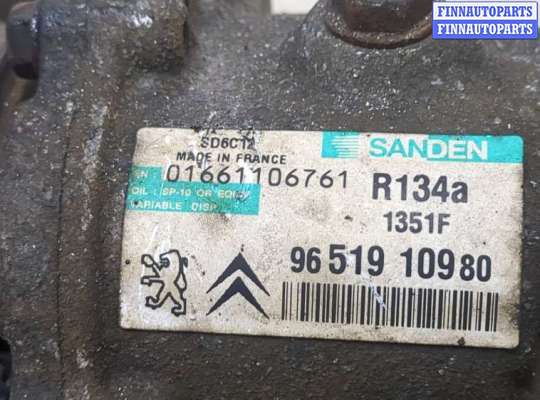 FINNAUTOPARTS
FINNAUTOPARTS
SD6C12
MADE IN FRANCE
SANDEN
S/N : 01661106761
R134a
OIL : SP-10 OR EQUIV
VARIABLE DISP
1351F
96 519 109 80